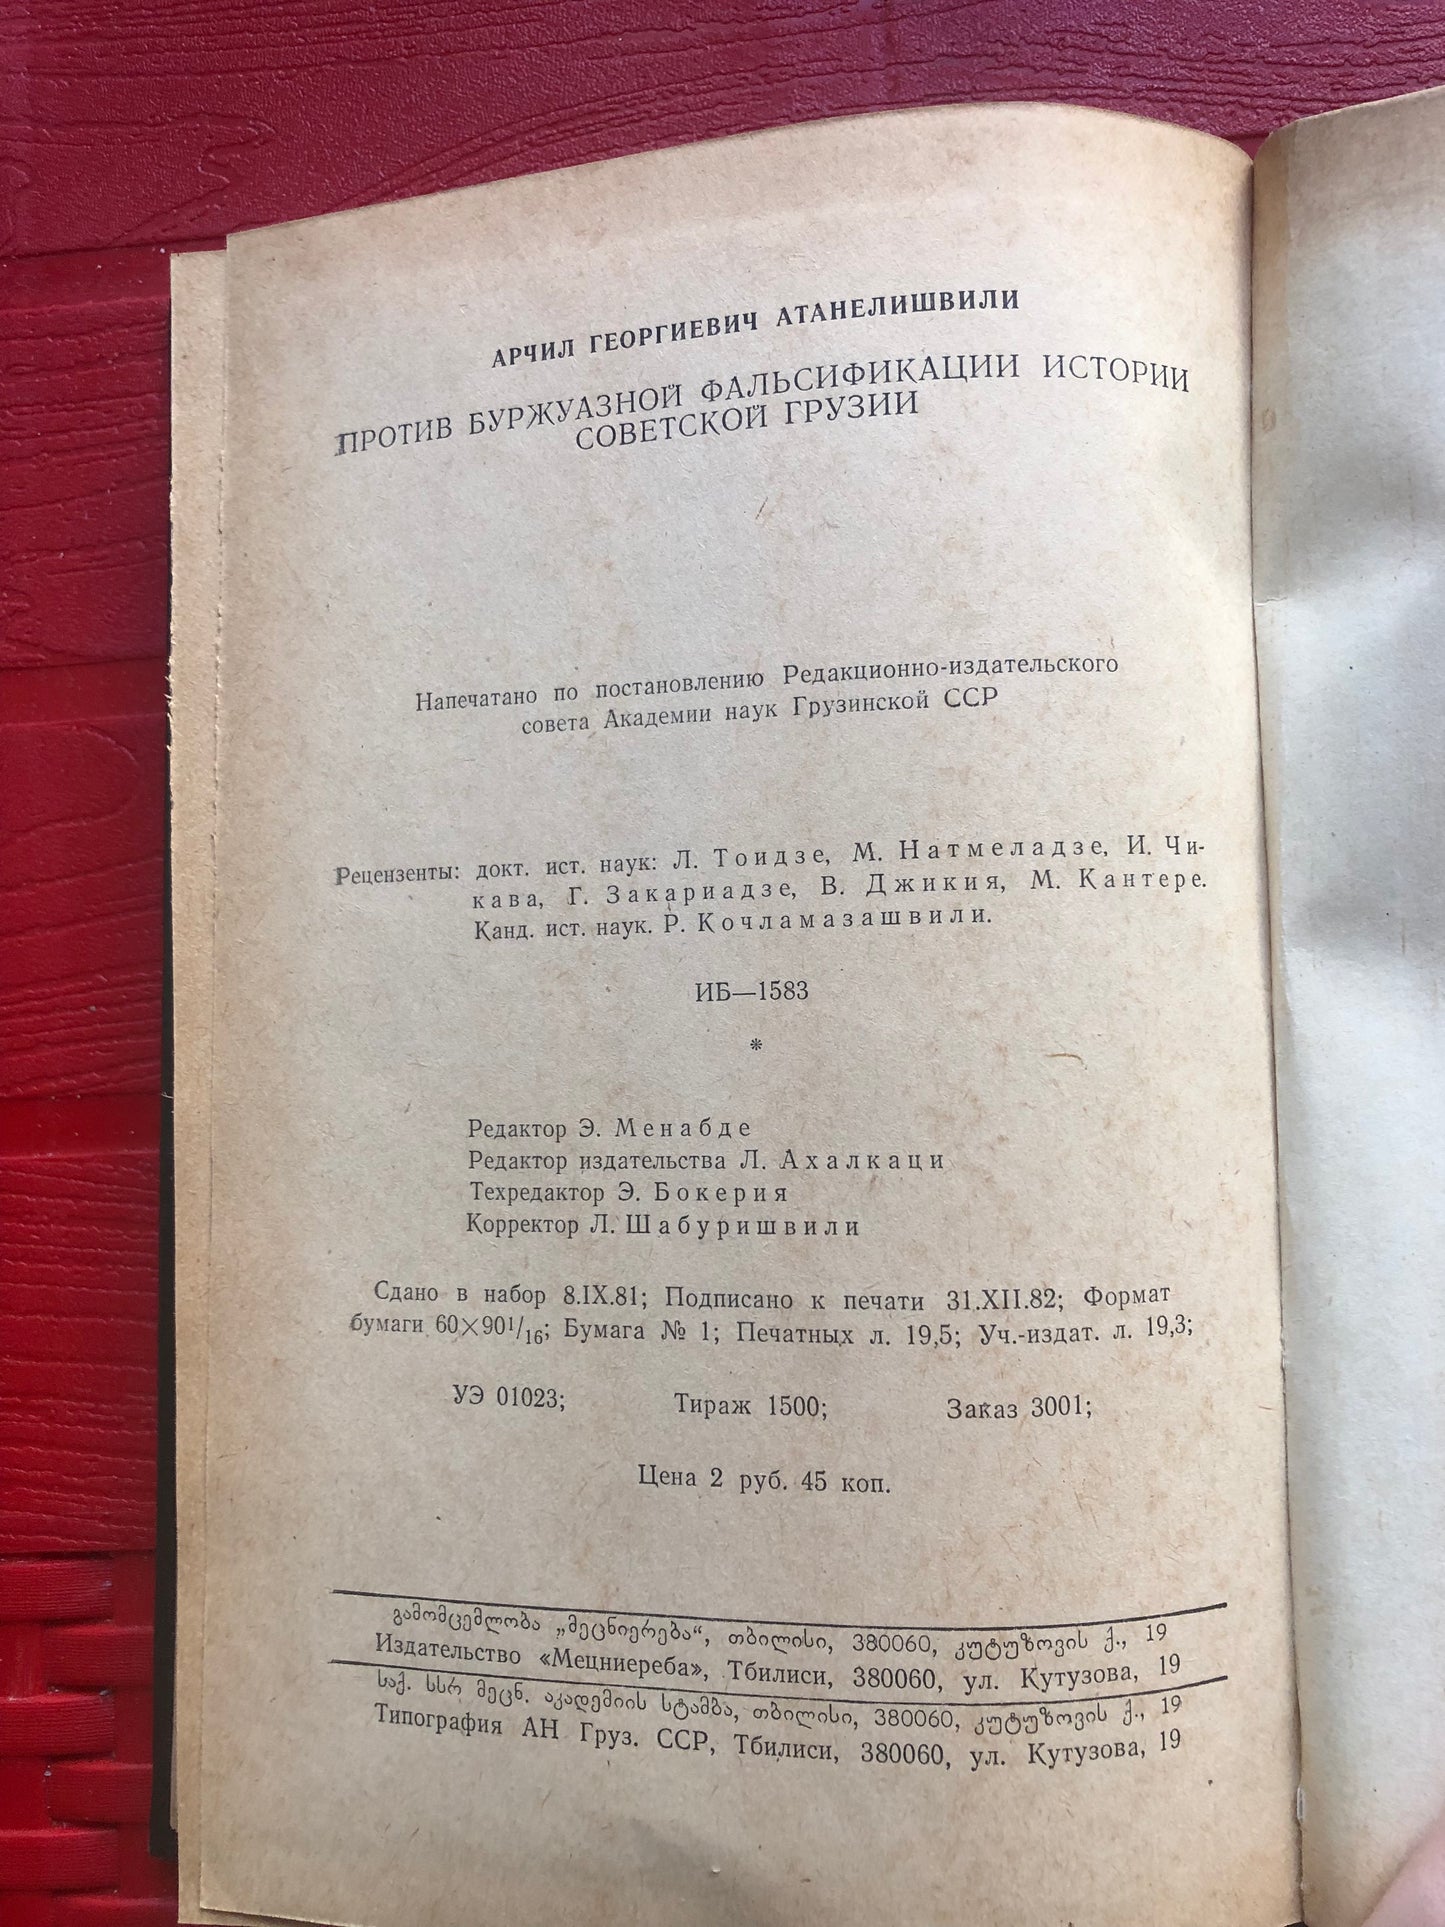 АРЧИЛ ГЕОРГИЕВИЧ АТАНЕЛИШВИЛИ
ПРОТИВ БУРЖУАЗНОЙ ФАЛЬСИФИКАЦИИ ИСТОРИИ
СОВЕТСКОЙ ГРУЗИИ
Напечатано по постановлению Редакционно-издательского
совета Академии наук Грузинской ССР
Рецензенты: докт. ист. наук: Л. Тоидзе, М. Натмеладзе, И. Чи-
кава, Г. Закариадзе, В. Джикия, М. Кантере.
Канд. ист. наук. Р. Кочламазашвили.
ИБ—1583
*
Редактор Э. Менабде
Редактор издательства Л. Ахалкаци
Техредактор Э. Бокерия
Корректор Л. Шабуришвили
Сдано в набор 8.IX.81; Подписано к печати 31.XII.82; Формат
бумаги 60×90¹/₁₆; Бумага № 1; Печатных л. 19,5; Уч.-издат. л. 19,3;
УЭ 01023; Тираж 1500; Заказ 3001;
Цена 2 руб. 45 коп.
გამომცემლობა „მეცნიერება“, თბილისი, 380060, კუტუზოვის ქ., 19
Издательство «Мецниереба», Тбилиси, 380060, ул. Кутузова, 19
საქ. სსრ მეცნ. აკადემიის სტამბა, თბილისი, 380060, კუტუზოვის ქ., 19
Типография АН Груз. ССР, Тбилиси, 380060, ул. Кутузова, 19